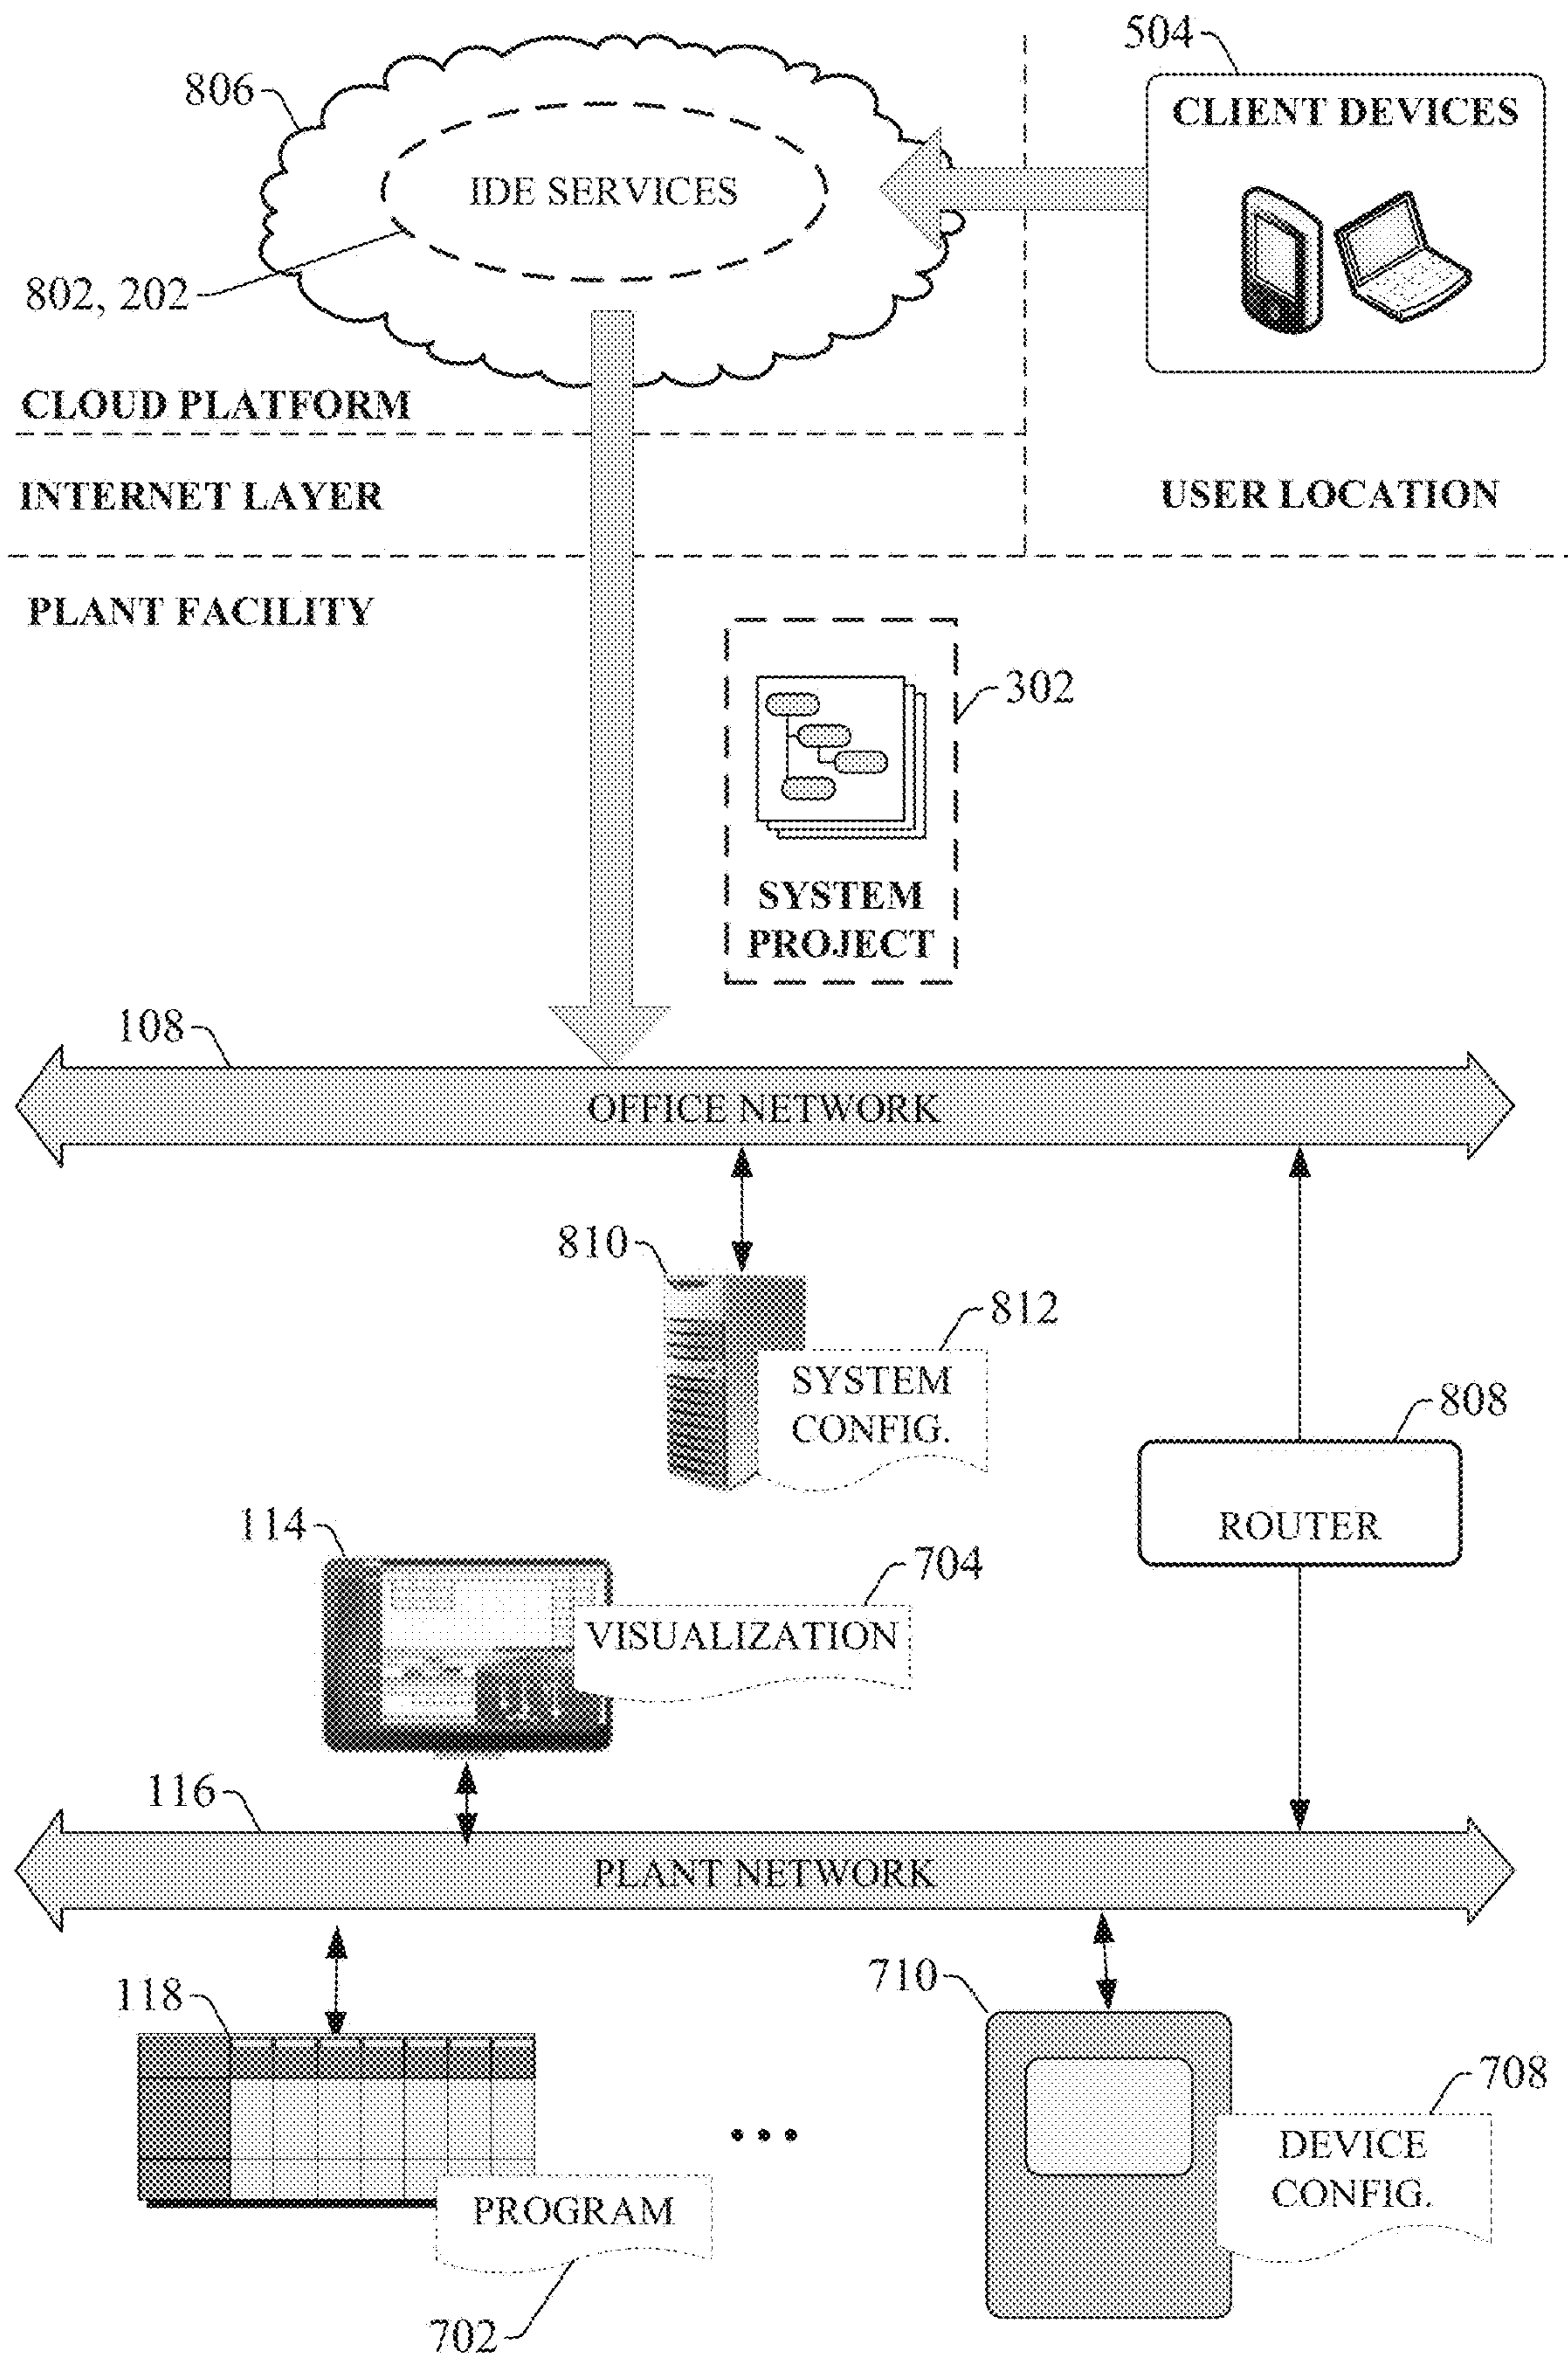 504
806
CLIENT DEVICES
IDE SERVICES
802, 202
CLOUD PLATFORM
INTERNET LAYER
USER LOCATION
PLANT FACILITY
302
SYSTEM
PROJECT
108
OFFICE NETWORK
810
812
SYSTEM
CONFIG.
808
ROUTER
114
704
VISUALIZATION
116
PLANT NETWORK
118
710
708
DEVICE
CONFIG.
PROGRAM
702